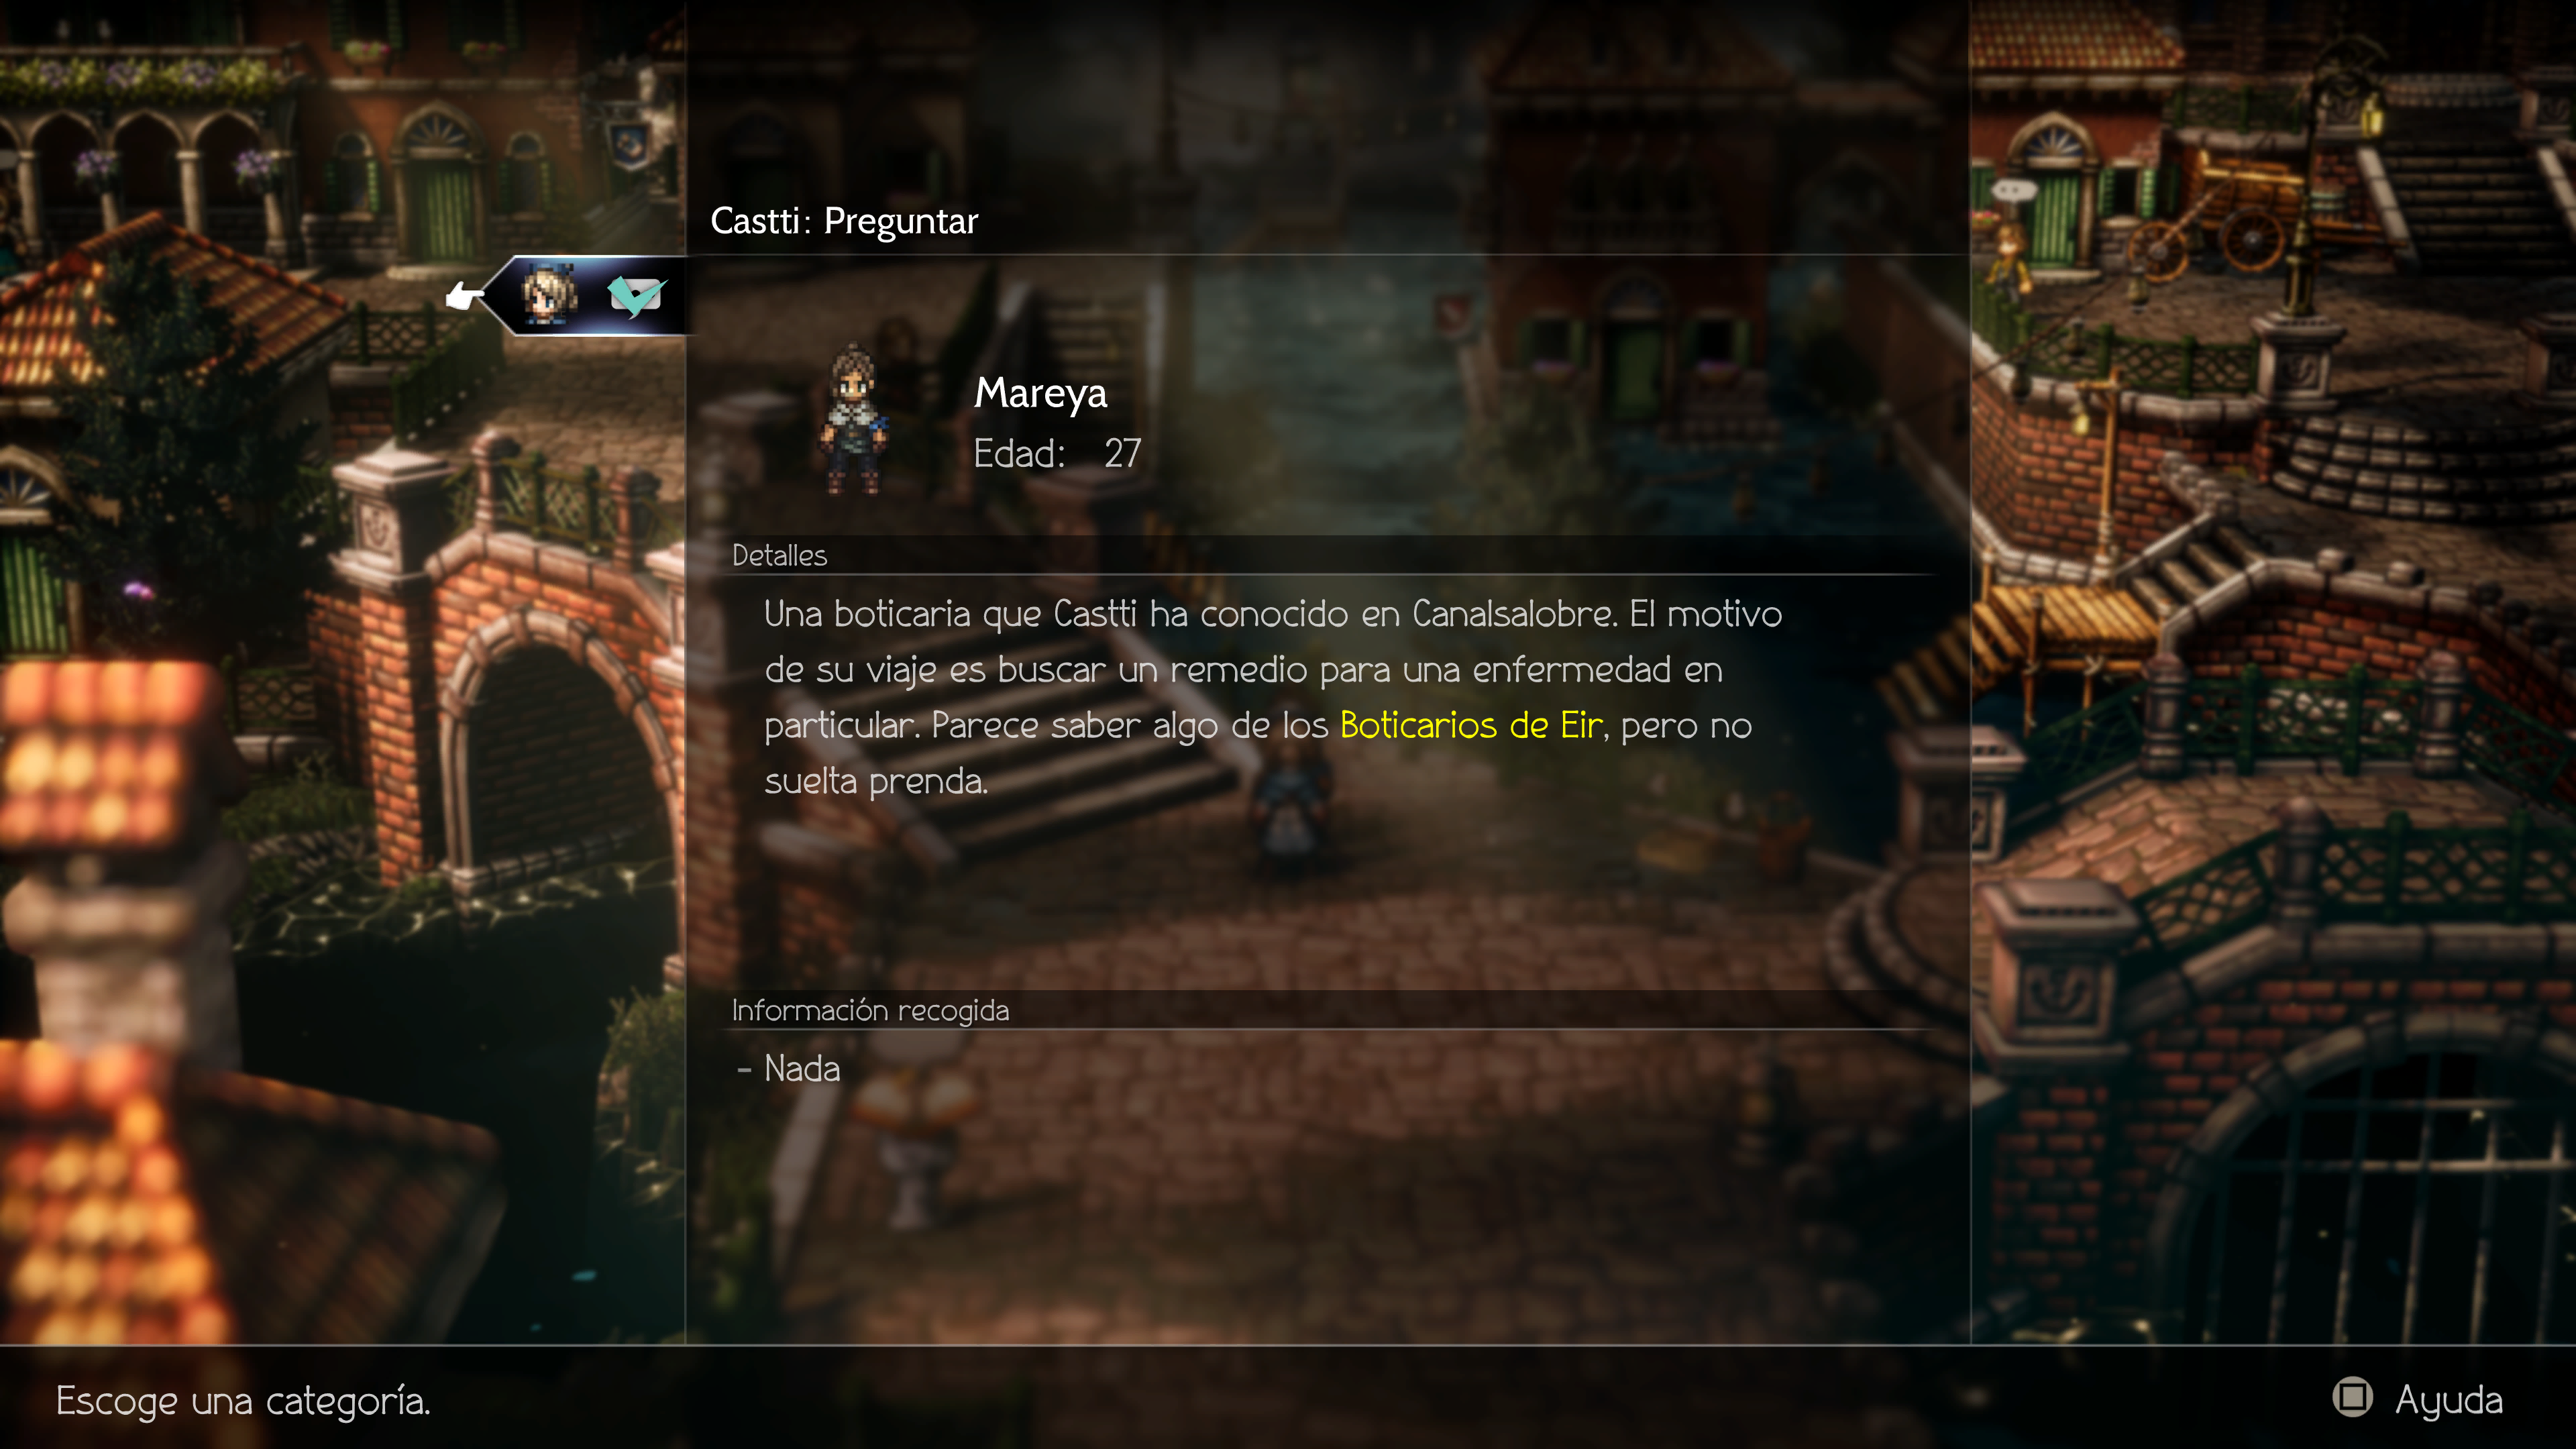 Castti: Preguntar
Mareya
Edad: 27
Detalles
Una boticaria que Castti ha conocido en Canalsalobre. El motivo
de su viaje es buscar un remedio para una enfermedad en
particular. Parece saber algo de los Boticarios de Eir, pero no
suelta prenda.
Información recogida
- Nada
Escoge una categoría.
Ayuda